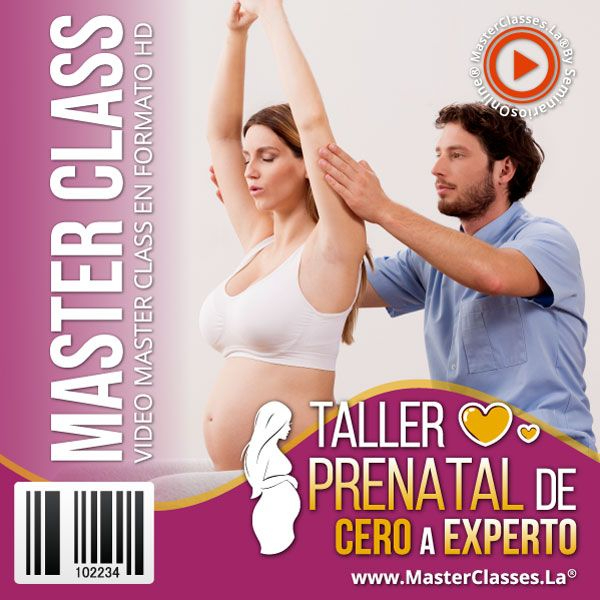 MASTER CLASS
VIDEO MASTER CLASS EN FORMATO HD
MasterClasses.La®By SeminariosOnline®
TALLER
PRENATAL DE
CERO A EXPERTO
102234
www.MasterClasses.La®